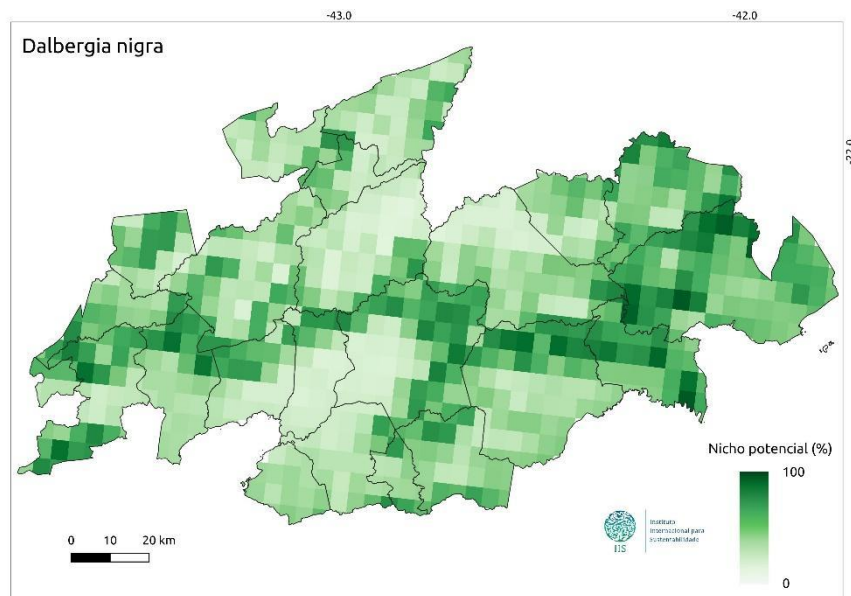 -43.0
-42.0
Dalbergia nigra
-22.0
Nicho potencial (%)
100
0
0 10 20 km
Instituto
Internacional para
Sustentabilidade
IIS